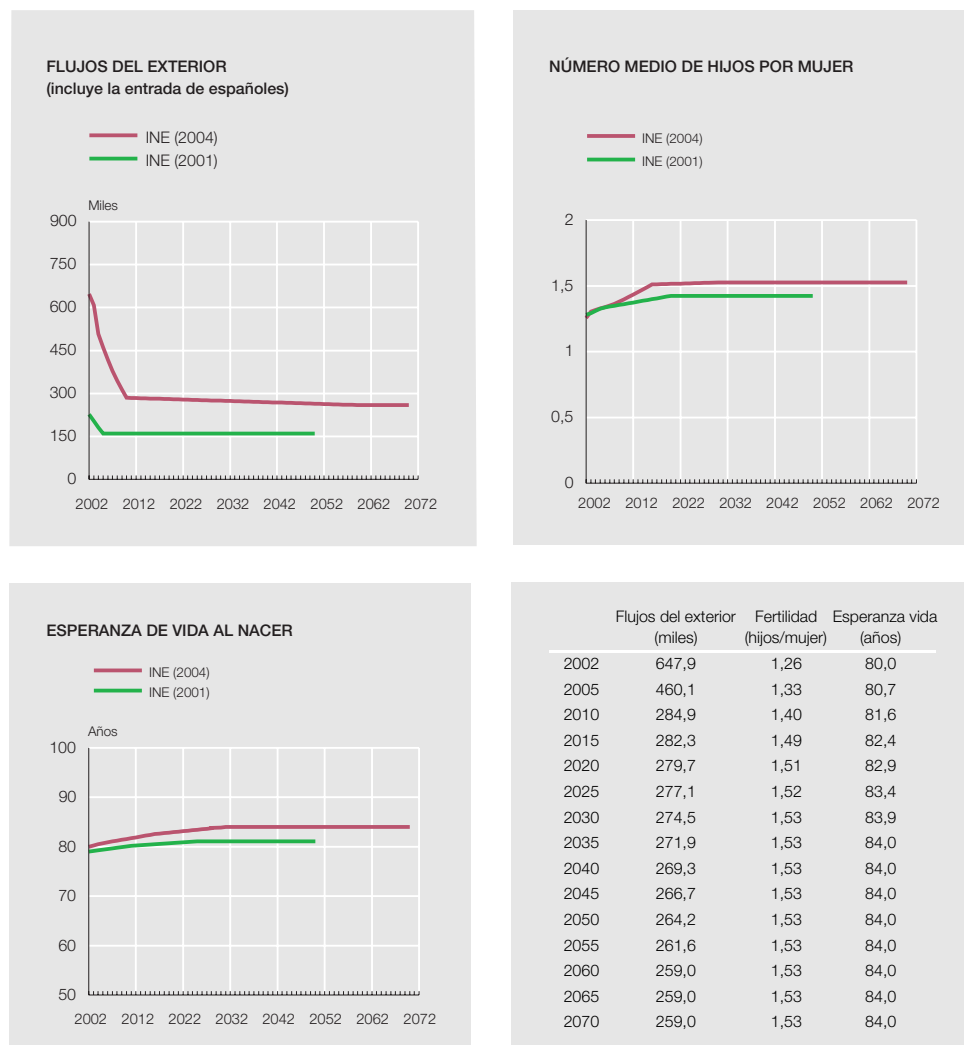 FLUJOS DEL EXTERIOR
(incluye la entrada de españoles)
INE (2004)
INE (2001)
Miles
900
750
600
450
300
150
0
2002 2012 2022 2032 2042 2052 2062 2072
NÚMERO MEDIO DE HIJOS POR MUJER
INE (2004)
INE (2001)
2
1,5
1
0,5
0
2002 2012 2022 2032 2042 2052 2062 2072
ESPERANZA DE VIDA AL NACER
INE (2004)
INE (2001)
Años
100
90
80
70
60
50
2002 2012 2022 2032 2042 2052 2062 2072
Flujos del exterior Fertilidad Esperanza vida
(miles) (hijos/mujer) (años)
2002 647,9 1,26 80,0
2005 460,1 1,33 80,7
2010 284,9 1,40 81,6
2015 282,3 1,49 82,4
2020 279,7 1,51 82,9
2025 277,1 1,52 83,4
2030 274,5 1,53 83,9
2035 271,9 1,53 84,0
2040 269,3 1,53 84,0
2045 266,7 1,53 84,0
2050 264,2 1,53 84,0
2055 261,6 1,53 84,0
2060 259,0 1,53 84,0
2065 259,0 1,53 84,0
2070 259,0 1,53 84,0